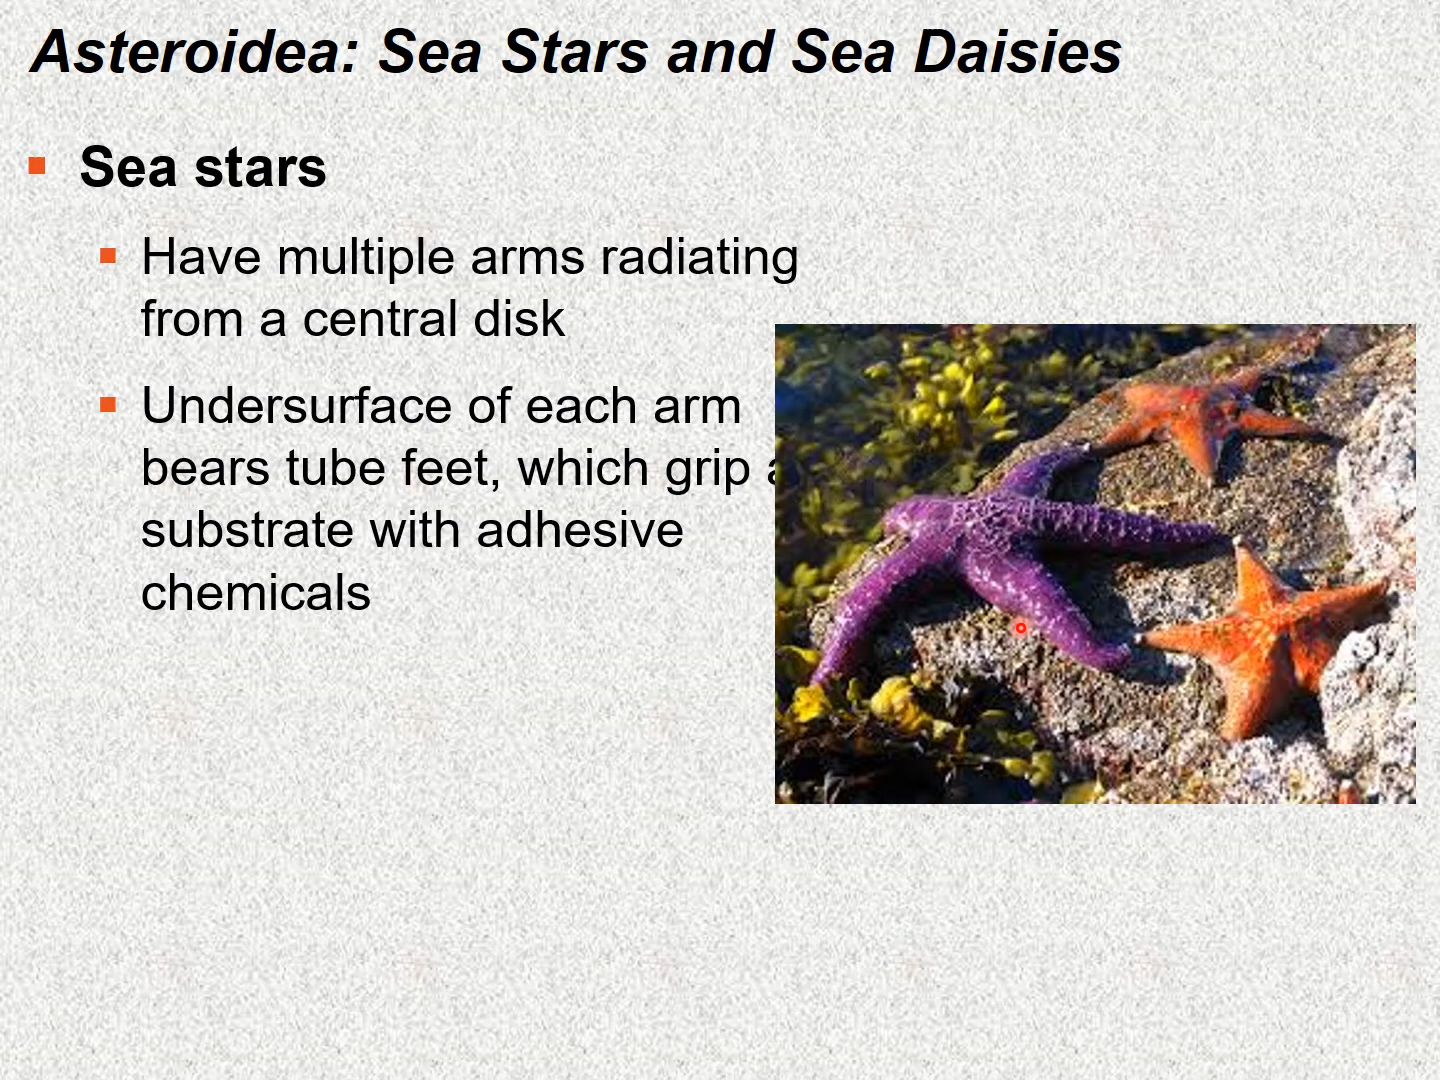 Asteroidea: Sea Stars and Sea Daisies
Sea stars
Have multiple arms radiating
from a central disk
Undersurface of each arm
bears tube feet, which grip a
substrate with adhesive
chemicals